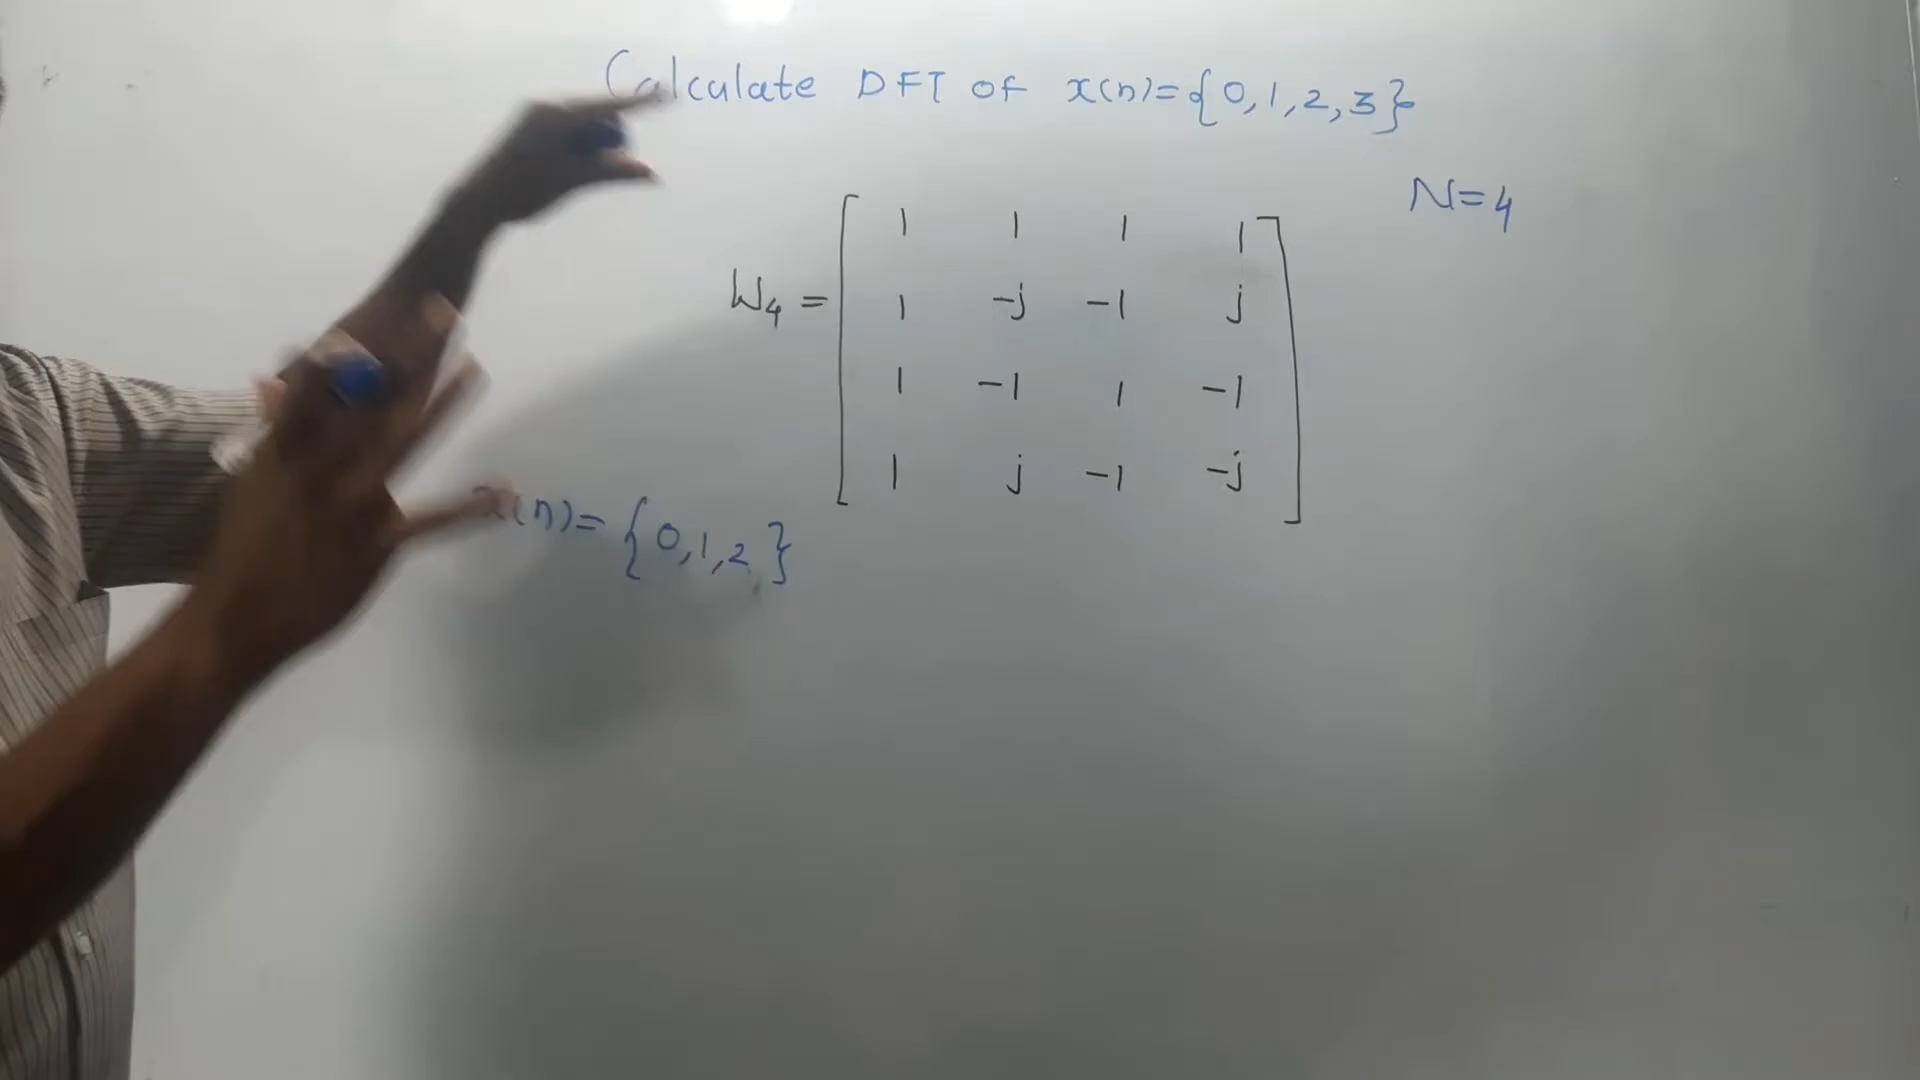 Calculate DFT of x(n)={0,1,2,3}
N=4
W4 =
1 1 1 1
1 -j -1 j
1 -1 1 -1
1 j -1 -j
x(n)= {0,1,2,}